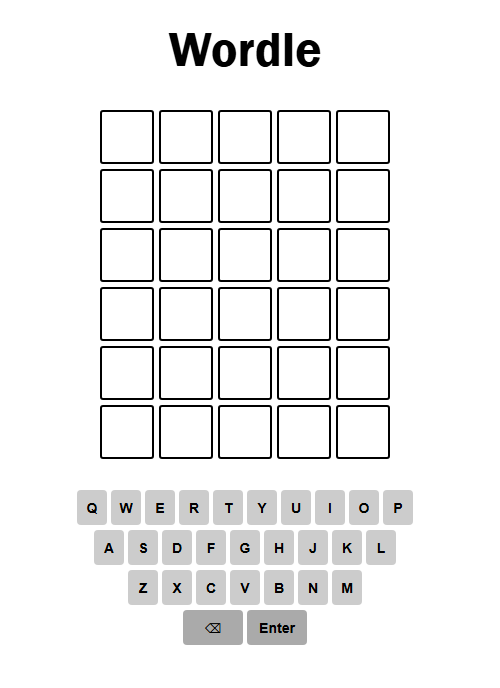 Wordle
Q W E R T Y U I O P
A S D F G H J K L
Z X C V B N M
⌫ Enter